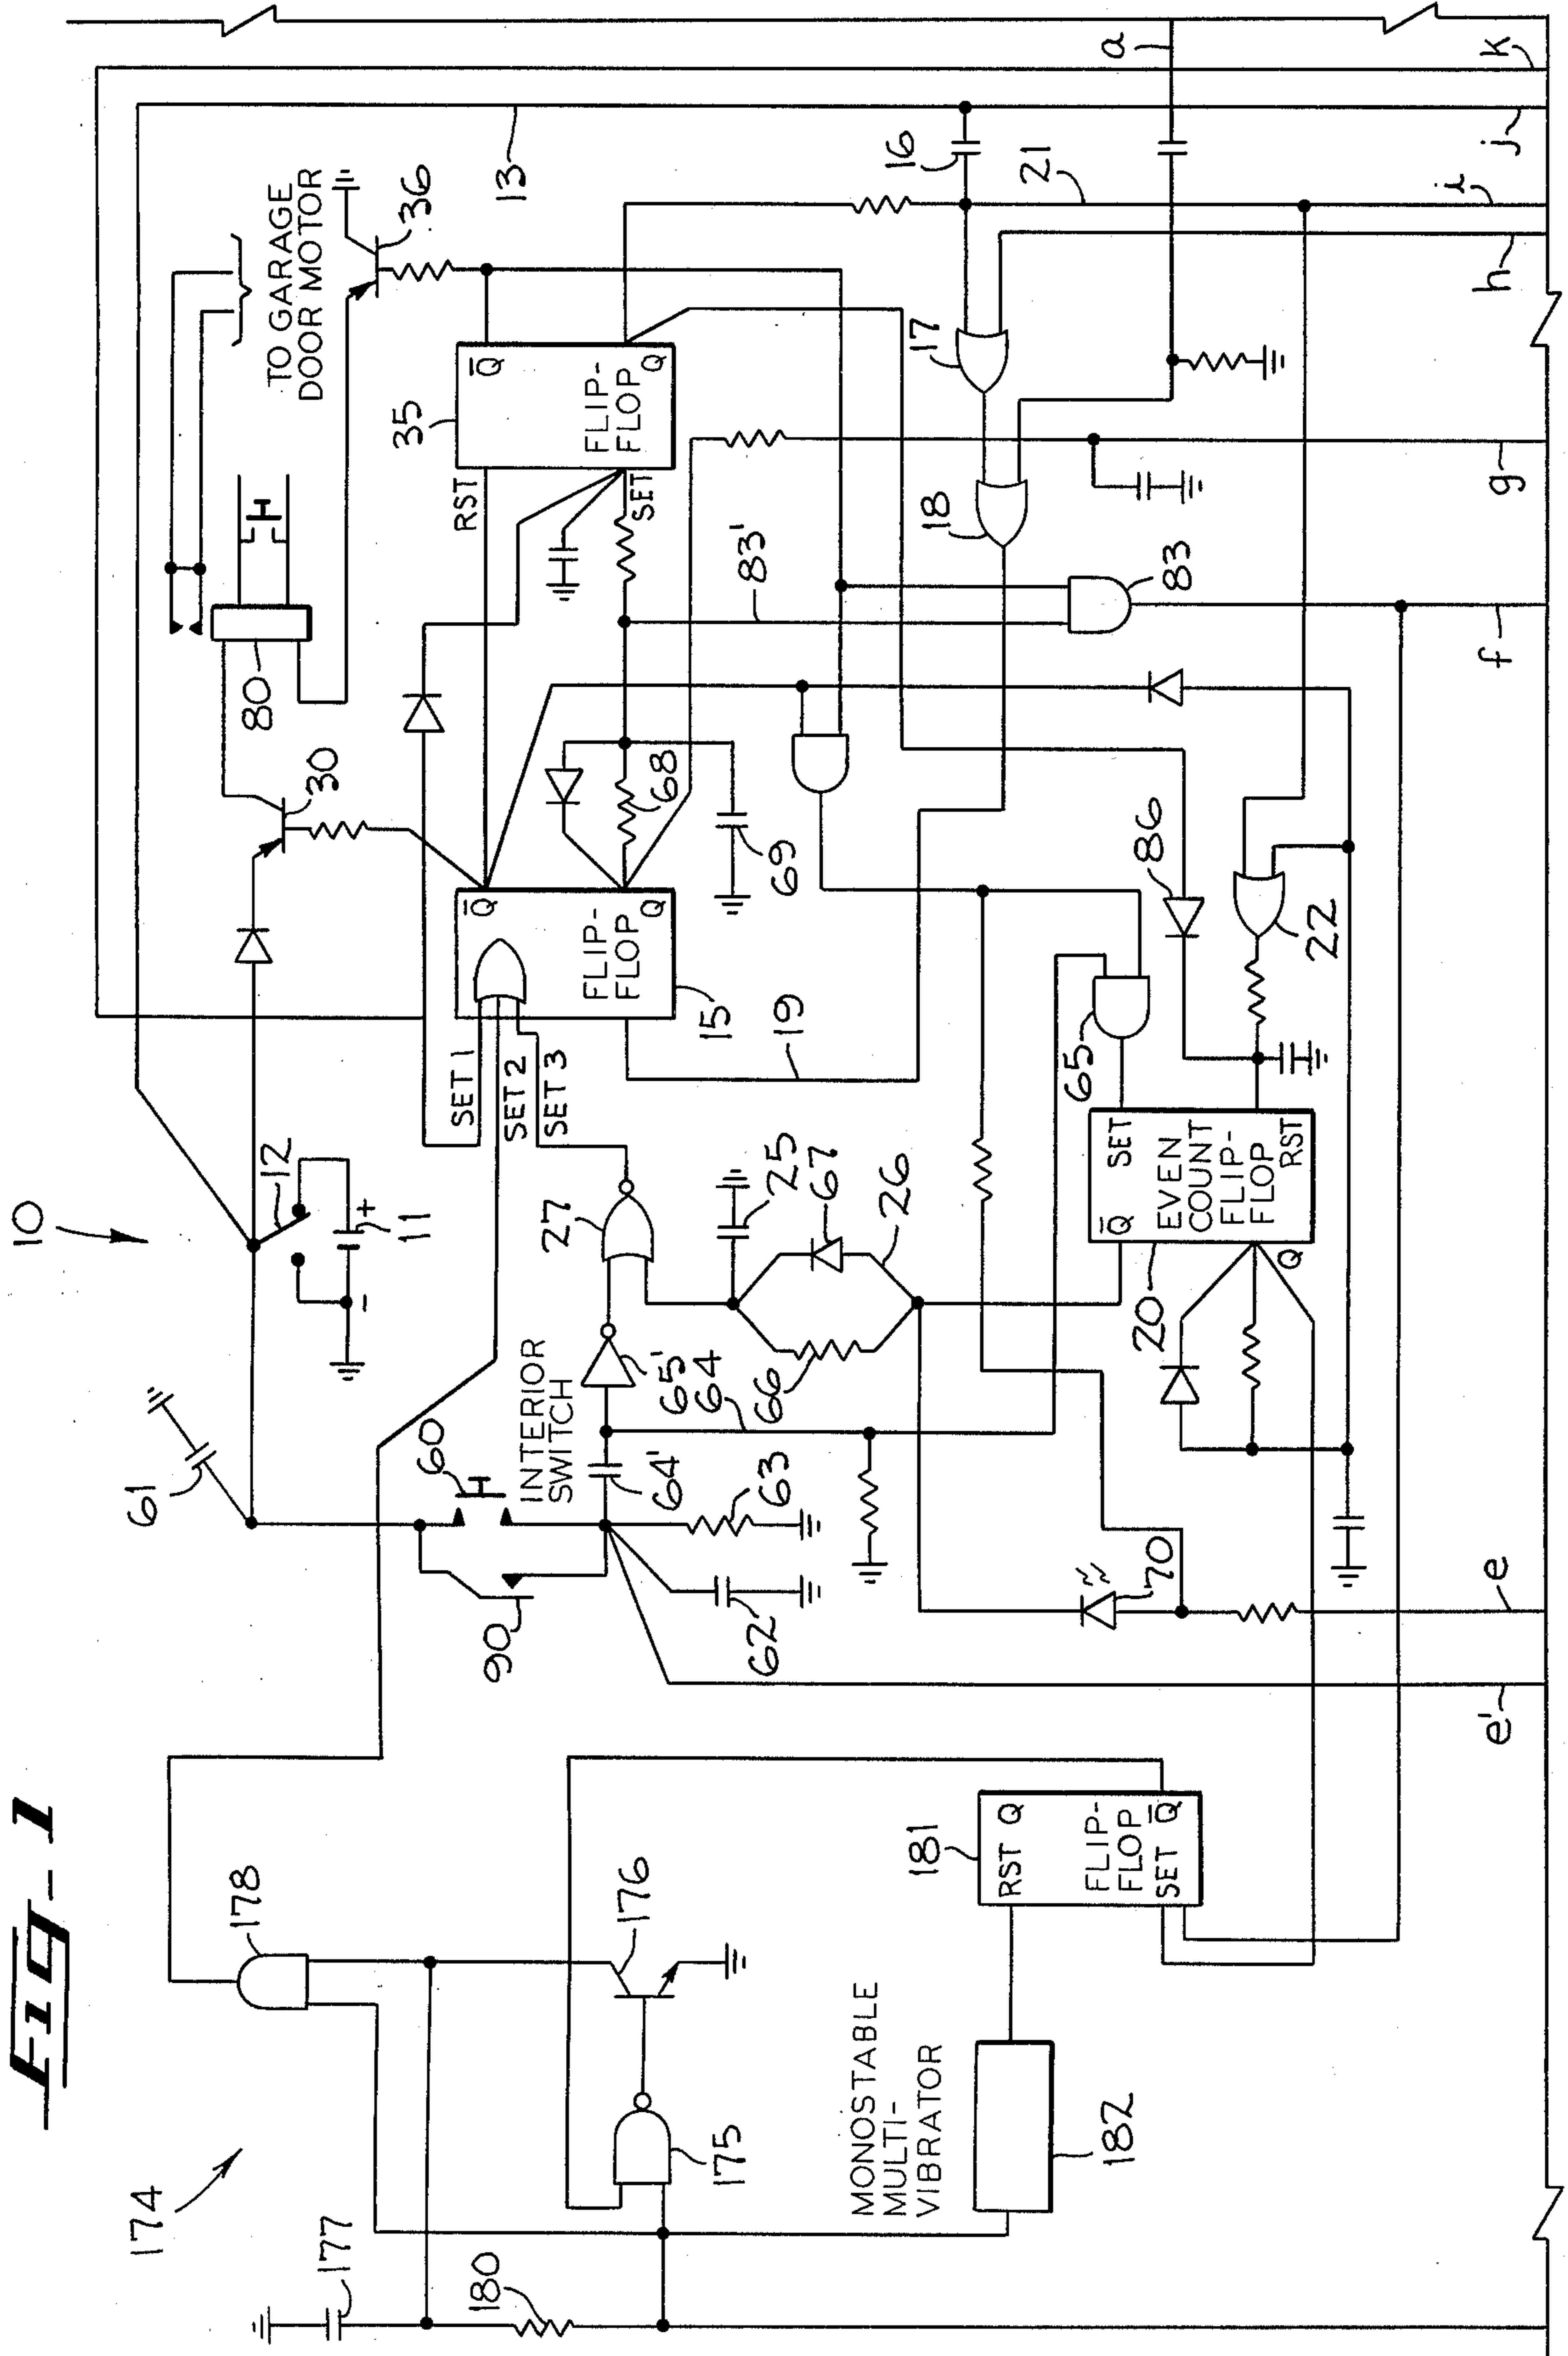 Fig-1
10
12
+
11
-
61
13
TO GARAGE
DOOR MOTOR
36
80
30
35
RST
Q̅
FLIP-
FLOP
SET
Q
SET 1
SET 2
SET 3
Q̅
FLIP-
FLOP
Q
15
68
69
83'
83
16
17
18
19
21
22
a
60
INTERIOR
SWITCH
90
62
63
64'
65'
64
27
25
66
67
26
65
86
20
Q̅
SET
EVEN
COUNT
FLIP-
FLOP
Q
RST
70
174
177
178
180
176
175
MONOSTABLE
MULTI-
VIBRATOR
182
181
RST
Q
FLIP-
FLOP
SET
Q̅
e'
e
f
g
h
i
j
k